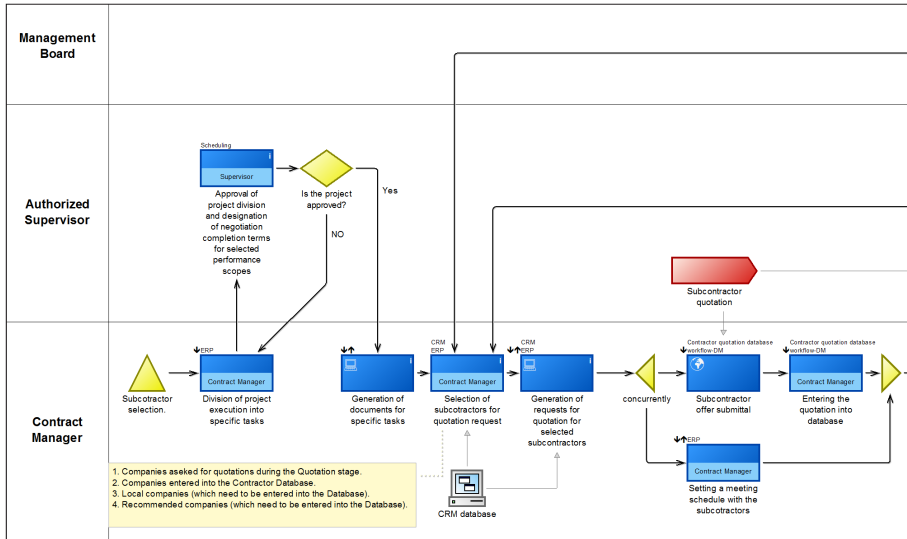 Management
Board
Authorized
Supervisor
Scheduling
i
Supervisor
Approval of
project division
and designation
of negotiation
completion terms
for selected
performance
scopes
Is the project
approved?
Yes
NO
Subcontractor
quotation
Contract
Manager
Subcotractor
selection.
ERP
Contract Manager
Division of project
execution into
specific tasks
Generation of
documents for
specific tasks
CRM
ERP
i
Contract Manager
Selection of
subcotractors for
quotation request
CRM
ERP
i
Generation of
requests for
quotation for
selected
subcontractors
concurrently
Contractor quotation database
workflow-DM
Subcontractor
offer submittal
Contractor quotation database
workflow-DM
Contract Manager
Entering the
quotation into
database
ERP
Contract Manager
Setting a meeting
schedule with the
subcotractors
1. Companies aseked for quotations during the Quotation stage.
2. Companies entered into the Contractor Database.
3. Local companies (which need to be entered into the Database).
4. Recommended companies (which need to be entered into the Database).
CRM database